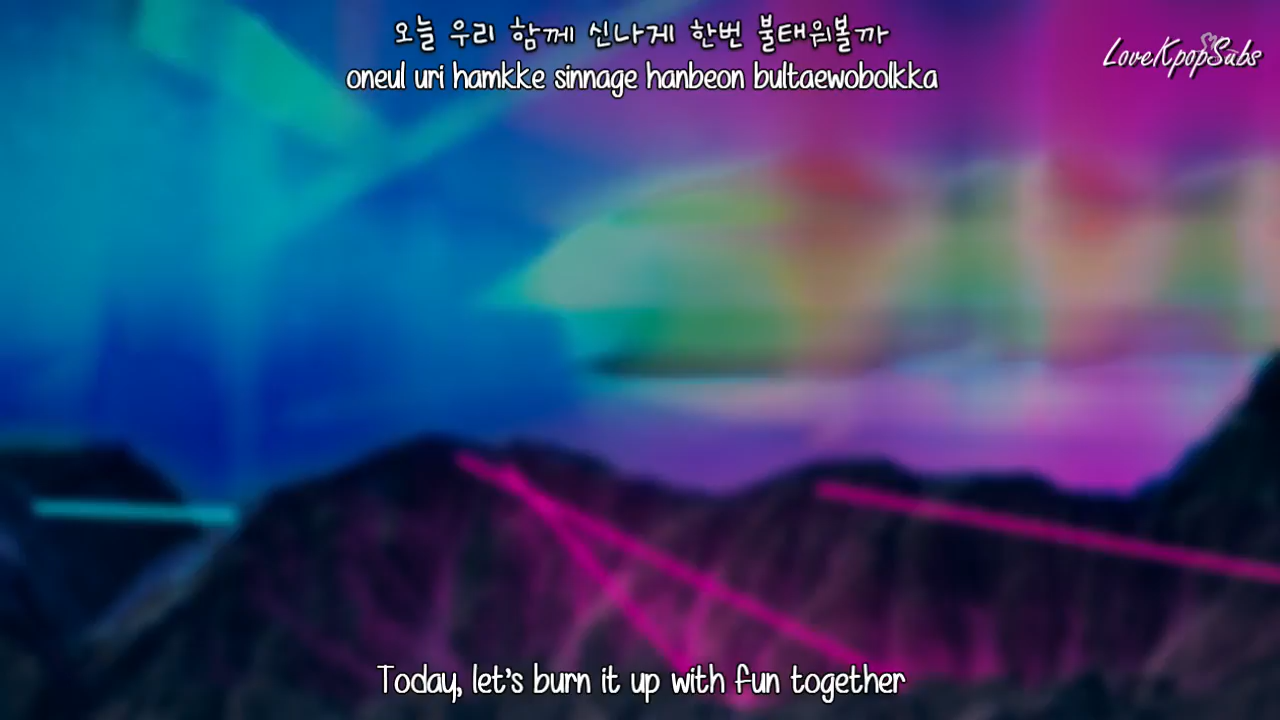 오늘 우리 함께 신나게 한번 불태워볼까
oneul uri hamkke sinnage hanbeon bultaewobolkka
LoveKpopSubs
Today, let's burn it up with fun together